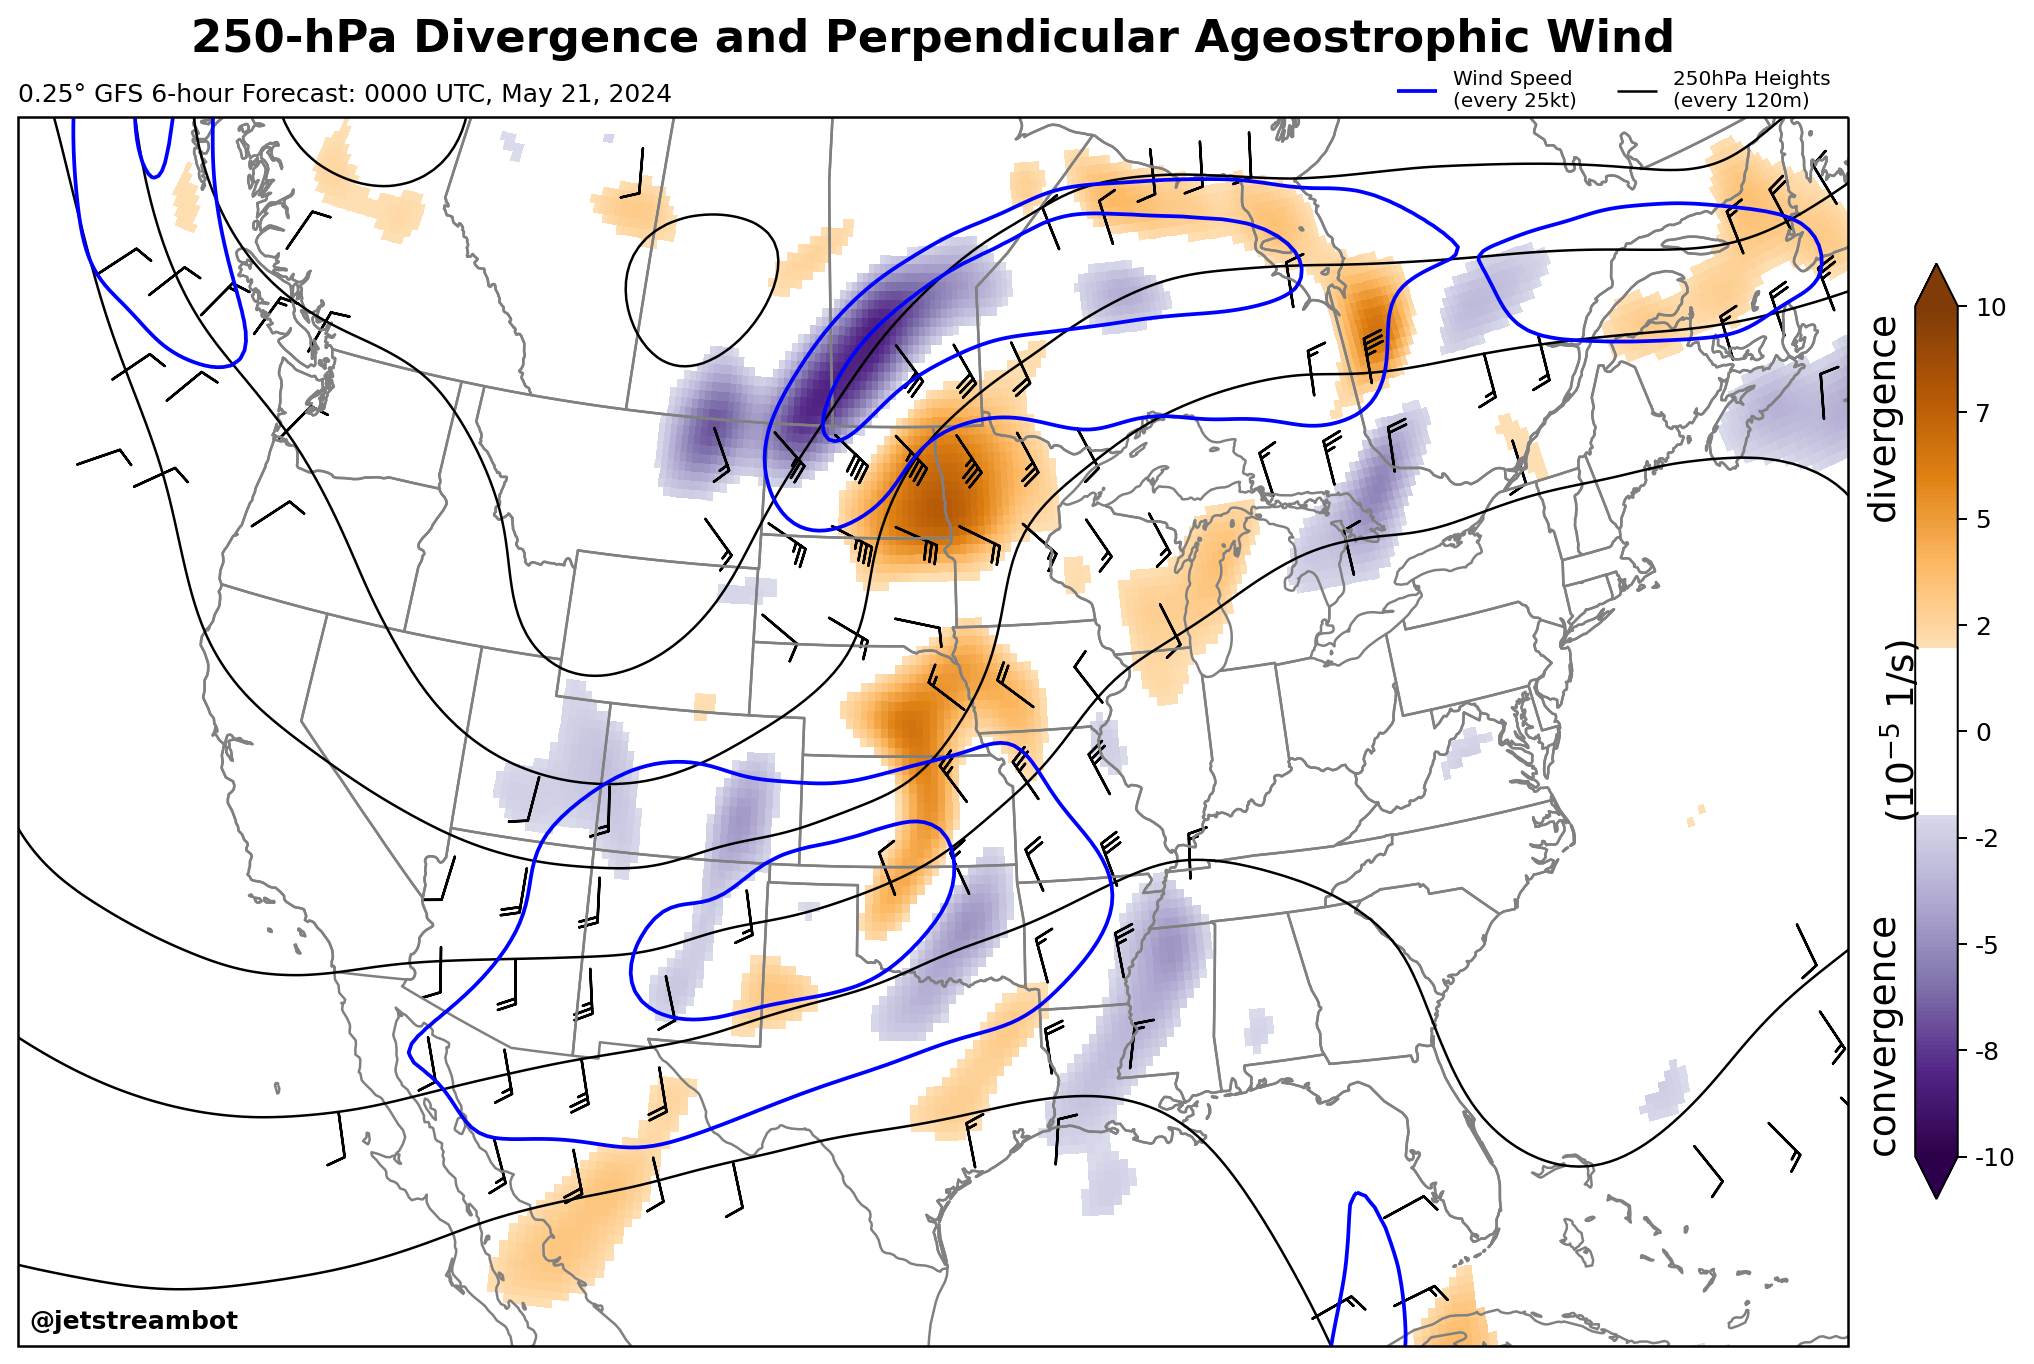 250-hPa Divergence and Perpendicular Ageostrophic Wind
0.25° GFS 6-hour Forecast: 0000 UTC, May 21, 2024
Wind Speed
(every 25kt)
250hPa Heights
(every 120m)
divergence
(10⁻⁵ 1/s)
convergence
10
7
5
2
0
-2
-5
-8
-10
@jetstreambot